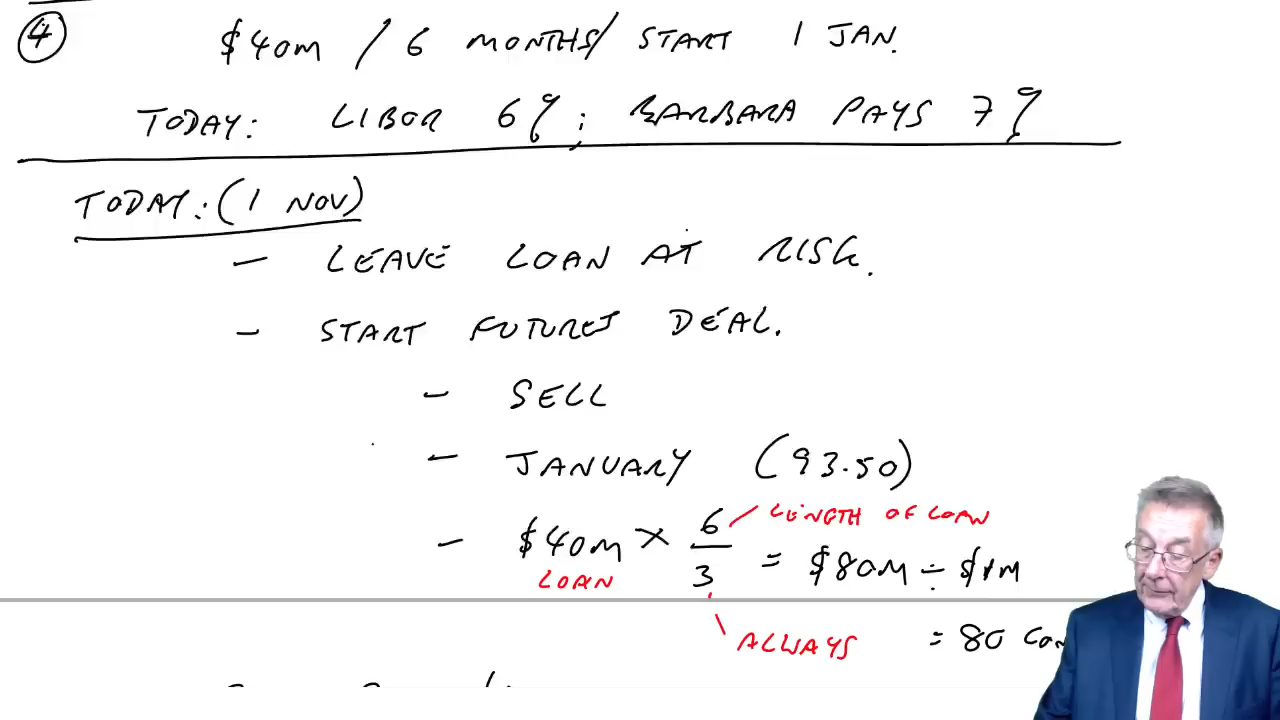 4 $40M / 6 MONTHS / START 1 JAN.
TODAY: LIBOR 6%; BARBARA PAYS 7%
TODAY: (1 NOV)
- LEAVE LOAN AT RISK.
- START FUTURES DEAL.
- SELL
- JANUARY (93.50)
- $40M × 6/3 = $80M ÷ $1M
LENGTH OF LOAN
LOAN
ALWAYS
= 80